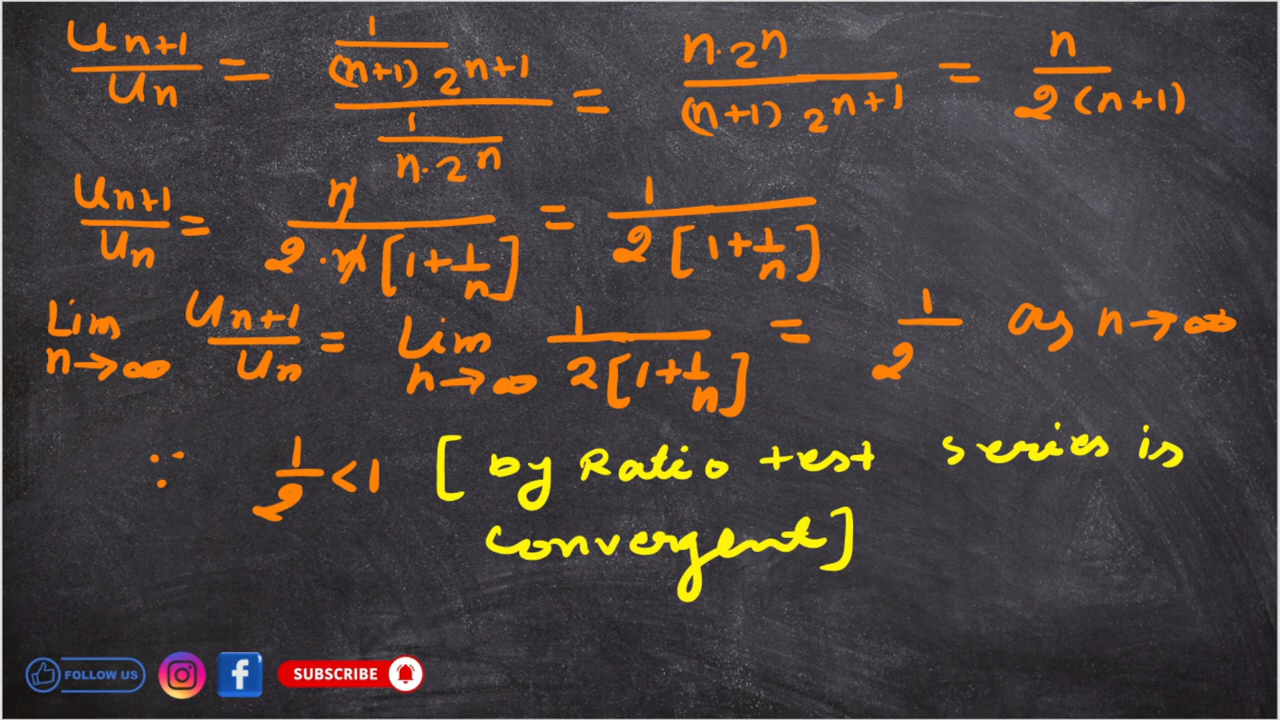 Un+1/Un = (1/((n+1) 2^(n+1)))/(1/(n·2^n)) = n·2^n/((n+1) 2^(n+1)) = n/(2(n+1))
Un+1/Un = n/(2·n[1+1/n]) = 1/(2[1+1/n])
Lim n→∞ Un+1/Un = Lim n→∞ 1/(2[1+1/n]) = 1/2 as n→∞
∵ 1/2 < 1 [by Ratio test series is
convergent]
FOLLOW US SUBSCRIBE